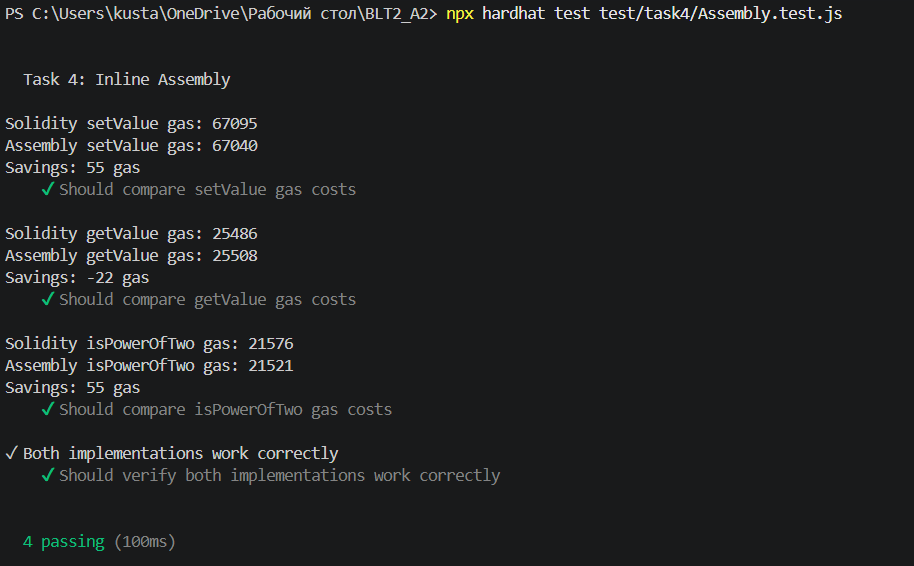 PS C:\Users\kusta\OneDrive\Рабочий стол\BLT2_A2> npx hardhat test test/task4/Assembly.test.js
Task 4: Inline Assembly
Solidity setValue gas: 67095
Assembly setValue gas: 67040
Savings: 55 gas
✓ Should compare setValue gas costs
Solidity getValue gas: 25486
Assembly getValue gas: 25508
Savings: -22 gas
✓ Should compare getValue gas costs
Solidity isPowerOfTwo gas: 21576
Assembly isPowerOfTwo gas: 21521
Savings: 55 gas
✓ Should compare isPowerOfTwo gas costs
✓ Both implementations work correctly
✓ Should verify both implementations work correctly
4 passing (100ms)